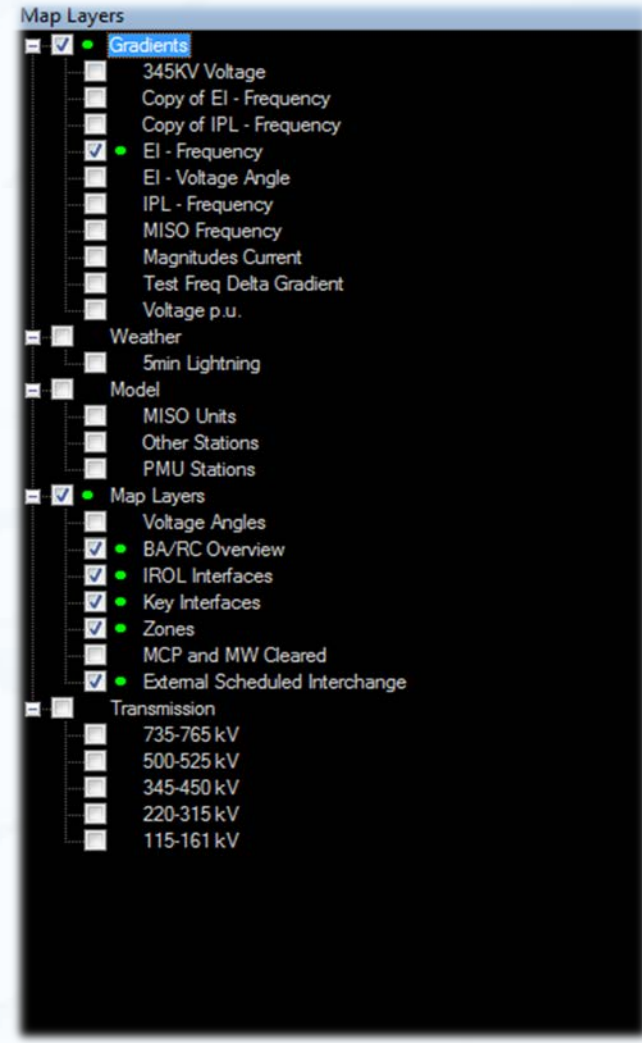 Map Layers
Gradients
345KV Voltage
Copy of EI - Frequency
Copy of IPL - Frequency
EI - Frequency
EI - Voltage Angle
IPL - Frequency
MISO Frequency
Magnitudes Current
Test Freq Delta Gradient
Voltage p.u.
Weather
5min Lightning
Model
MISO Units
Other Stations
PMU Stations
Map Layers
Voltage Angles
BA/RC Overview
IROL Interfaces
Key Interfaces
Zones
MCP and MW Cleared
External Scheduled Interchange
Transmission
735-765 kV
500-525 kV
345-450 kV
220-315 kV
115-161 kV